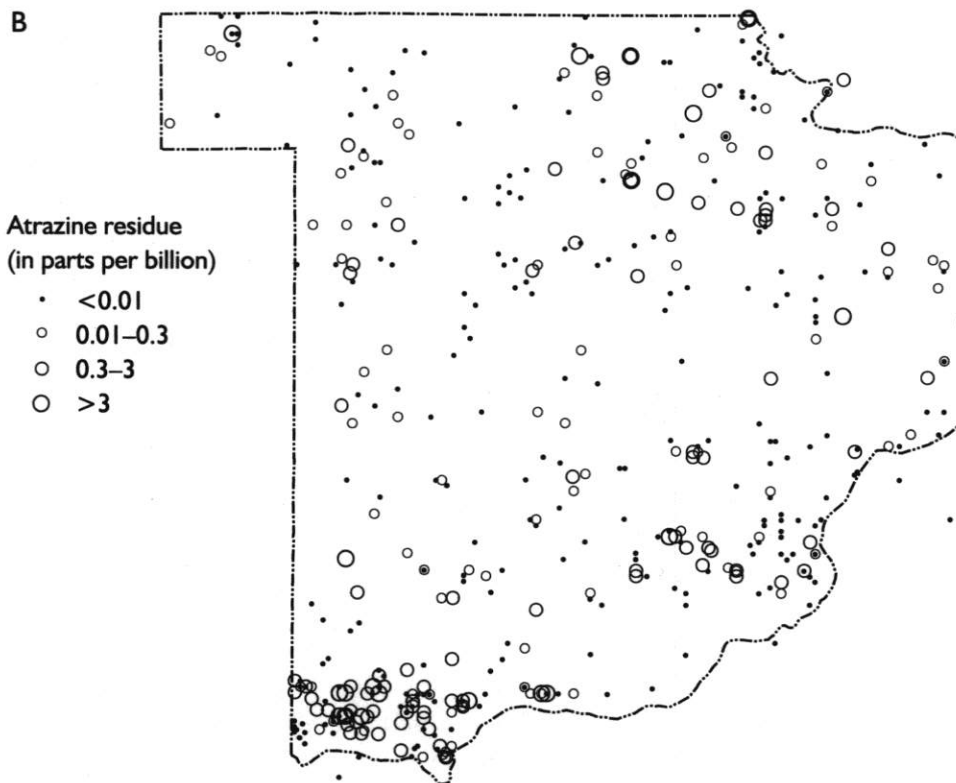 B
Atrazine residue
(in parts per billion)
<0.01
0.01–0.3
0.3–3
>3